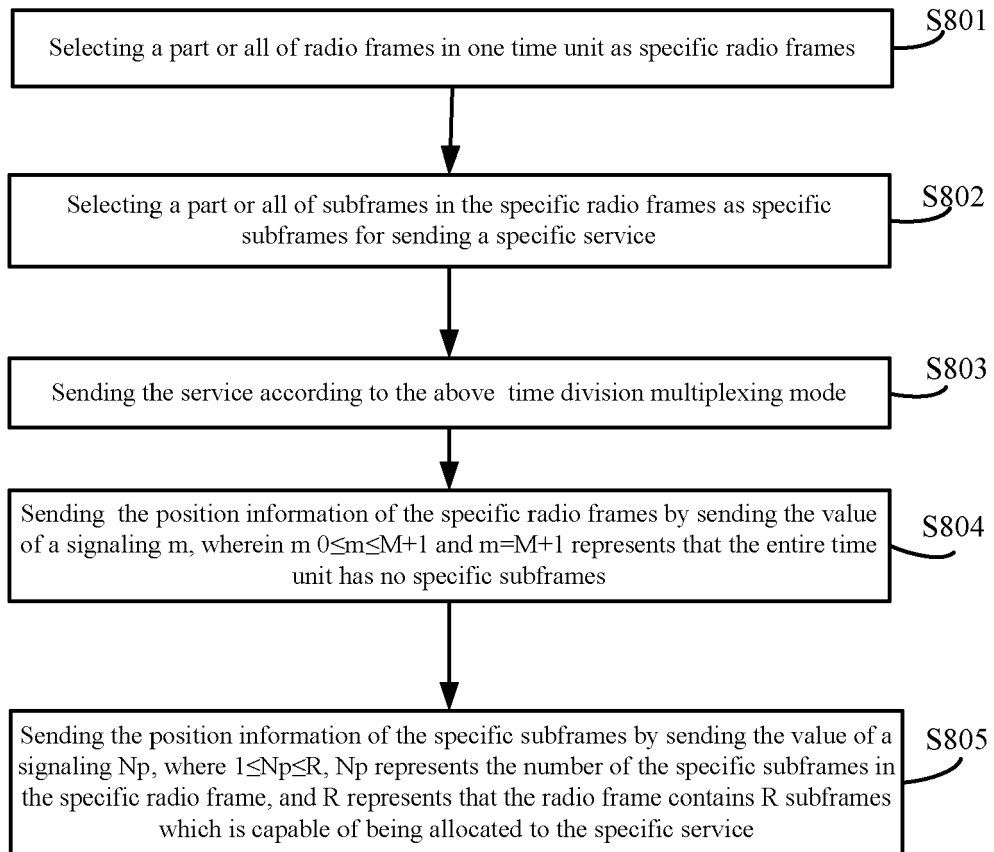 S801
Selecting a part or all of radio frames in one time unit as specific radio frames
S802
Selecting a part or all of subframes in the specific radio frames as specific
subframes for sending a specific service
S803
Sending the service according to the above time division multiplexing mode
S804
Sending the position information of the specific radio frames by sending the value
of a signaling m, wherein m 0≤m≤M+1 and m=M+1 represents that the entire time
unit has no specific subframes
S805
Sending the position information of the specific subframes by sending the value of a
signaling Np, where 1≤Np≤R, Np represents the number of the specific subframes in
the specific radio frame, and R represents that the radio frame contains R subframes
which is capable of being allocated to the specific service